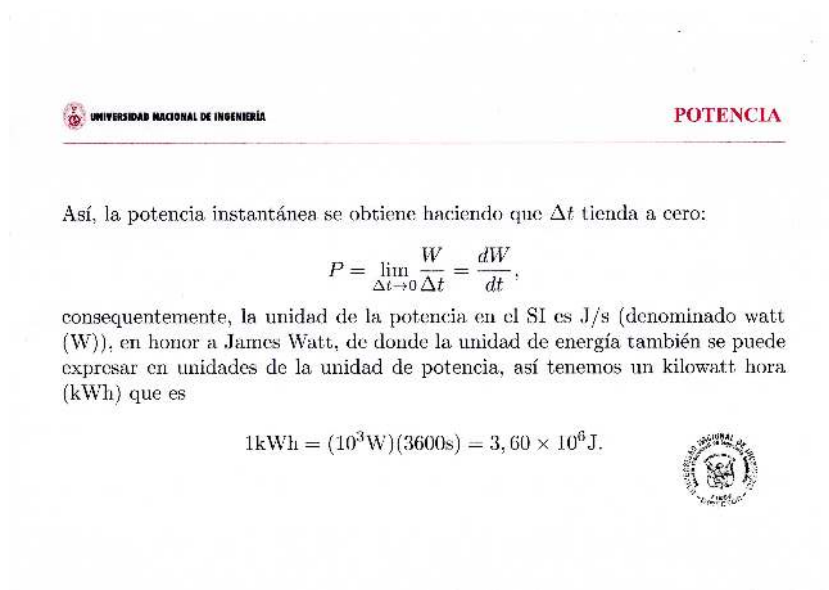 UNIVERSIDAD NACIONAL DE INGENIERÍA
POTENCIA
Así, la potencia instantánea se obtiene haciendo que Δt tienda a cero:
P = lim_{Δt→0} W/Δt = dW/dt,
consequentemente, la unidad de la potencia en el SI es J/s (denominado watt
(W)), en honor a James Watt, de donde la unidad de energía también se puede
expresar en unidades de la unidad de potencia, así tenemos un kilowatt hora
(kWh) que es
1kWh = (10³W)(3600s) = 3,60 × 10⁶J.